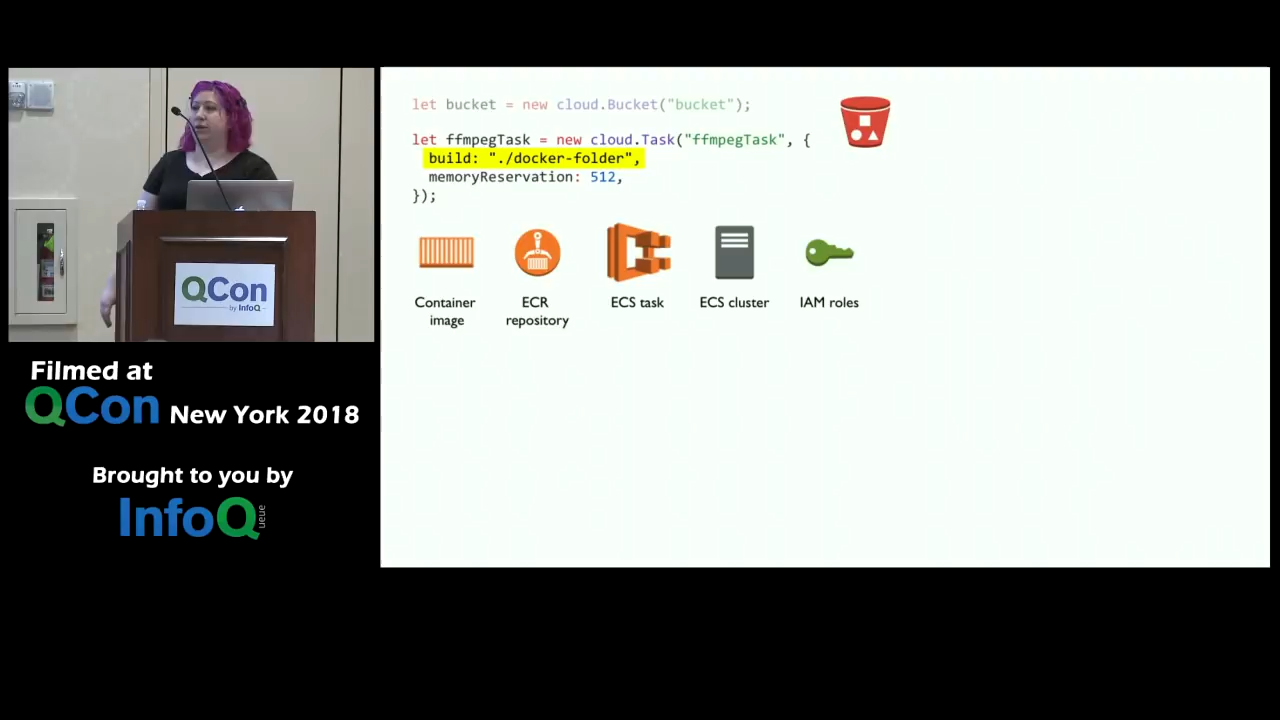 let bucket = new cloud.Bucket("bucket");
let ffmpegTask = new cloud.Task("ffmpegTask", {
build: "./docker-folder",
memoryReservation: 512,
});
Container image
ECR repository
ECS task
ECS cluster
IAM roles
QCon
by InfoQ
Filmed at
QCon New York 2018
Brought to you by
InfoQueue